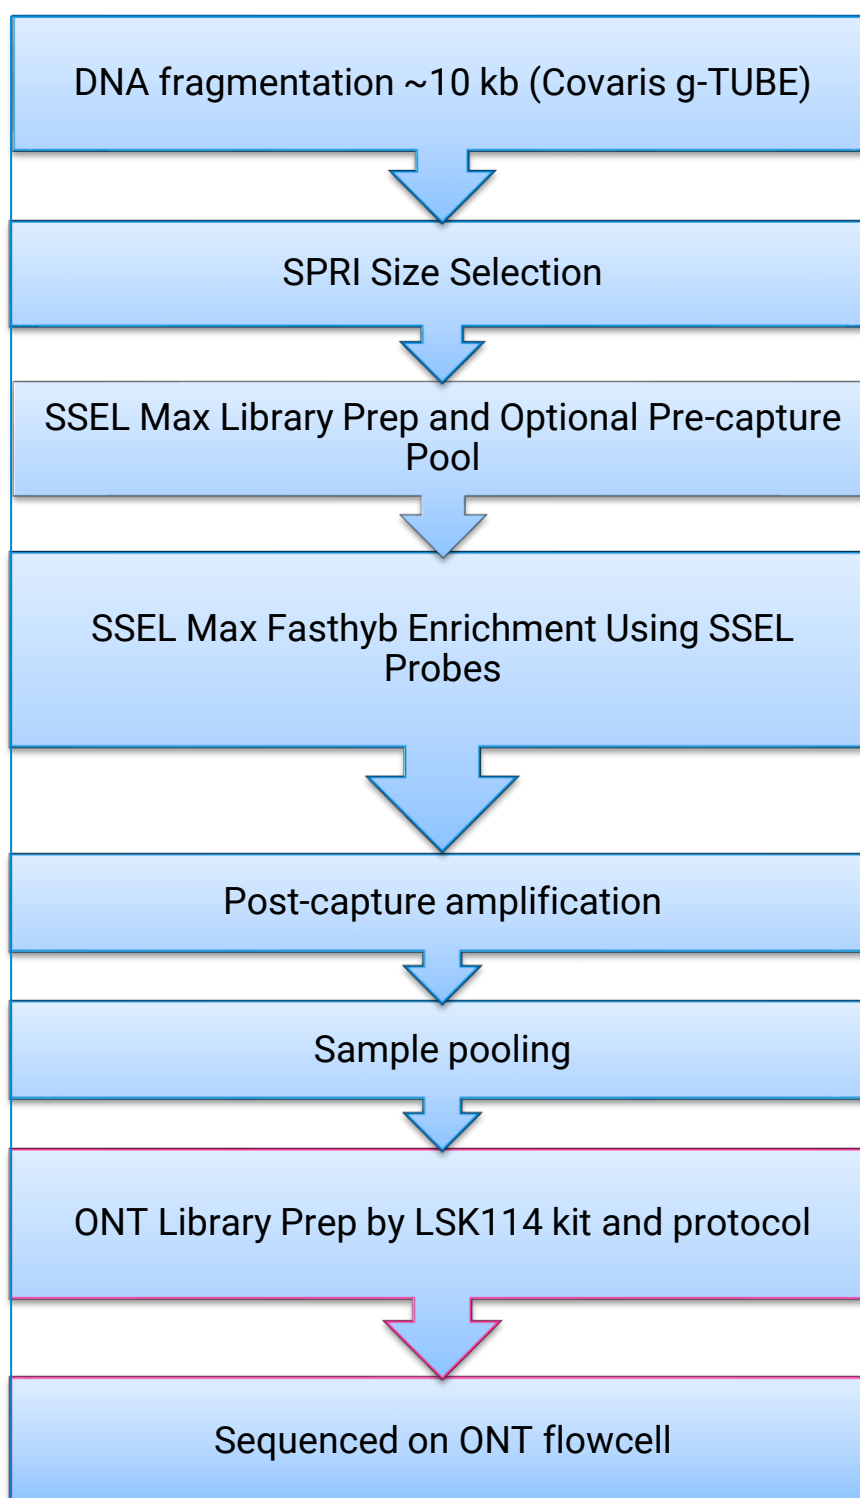 DNA fragmentation ~10 kb (Covaris g-TUBE)
SPRI Size Selection
SSEL Max Library Prep and Optional Pre-capture
Pool
SSEL Max Fasthyb Enrichment Using SSEL
Probes
Post-capture amplification
Sample pooling
ONT Library Prep by LSK114 kit and protocol
Sequenced on ONT flowcell